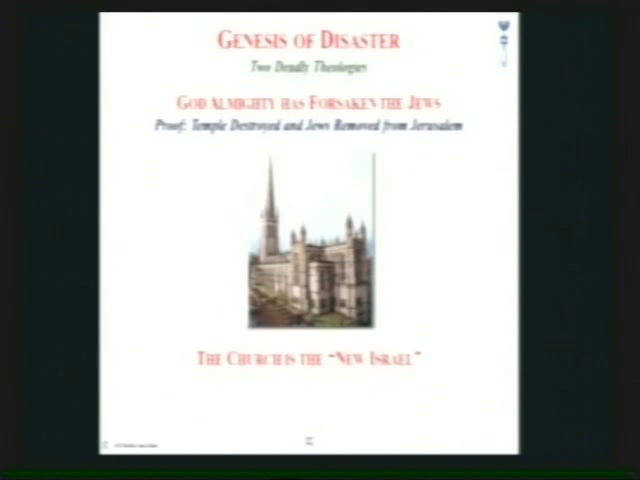 GENESIS OF DISASTER
Two Deadly Theologies
GOD ALMIGHTY HAS FORSAKEN THE JEWS
Proof: Temple Destroyed and Jews Removed from Jerusalem
THE CHURCH IS THE “NEW ISRAEL”